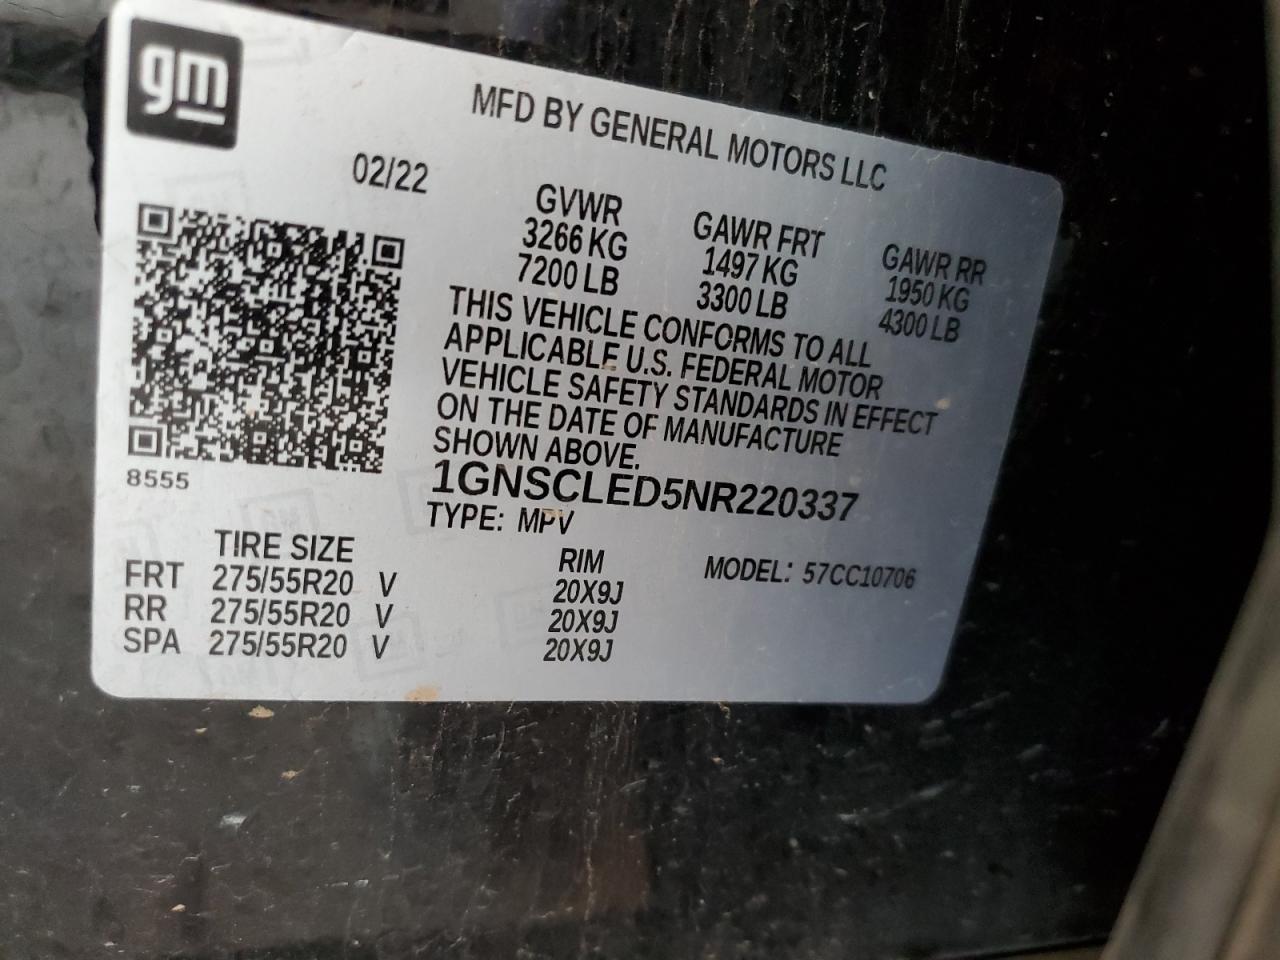 gm
MFD BY GENERAL MOTORS LLC
02/22
GVWR GAWR FRT GAWR RR
3266 KG 1497 KG 1950 KG
7200 LB 3300 LB 4300 LB
THIS VEHICLE CONFORMS TO ALL
APPLICABLE U.S. FEDERAL MOTOR
VEHICLE SAFETY STANDARDS IN EFFECT
ON THE DATE OF MANUFACTURE
SHOWN ABOVE.
8555
1GNSCLED5NR220337
TYPE: MPV
TIRE SIZE RIM MODEL: 57CC10706
FRT 275/55R20 V 20X9J
RR 275/55R20 V 20X9J
SPA 275/55R20 V 20X9J